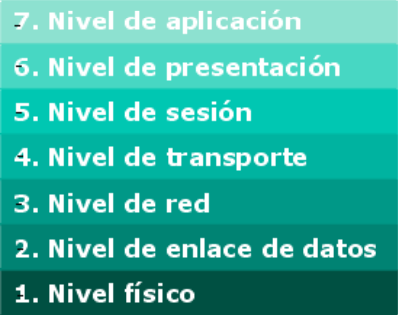 7. Nivel de aplicación
6. Nivel de presentación
5. Nivel de sesión
4. Nivel de transporte
3. Nivel de red
2. Nivel de enlace de datos
1. Nivel físico